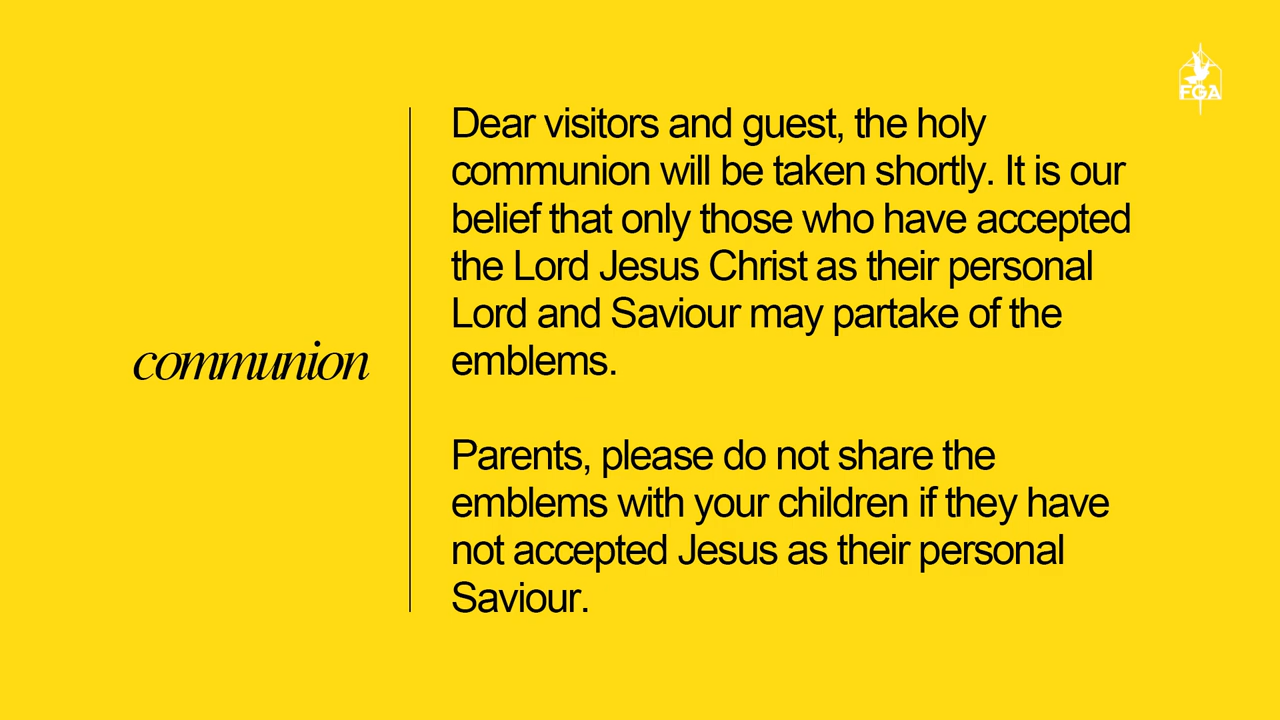 FGA
communion
Dear visitors and guest, the holy
communion will be taken shortly. It is our
belief that only those who have accepted
the Lord Jesus Christ as their personal
Lord and Saviour may partake of the
emblems.
Parents, please do not share the
emblems with your children if they have
not accepted Jesus as their personal
Saviour.